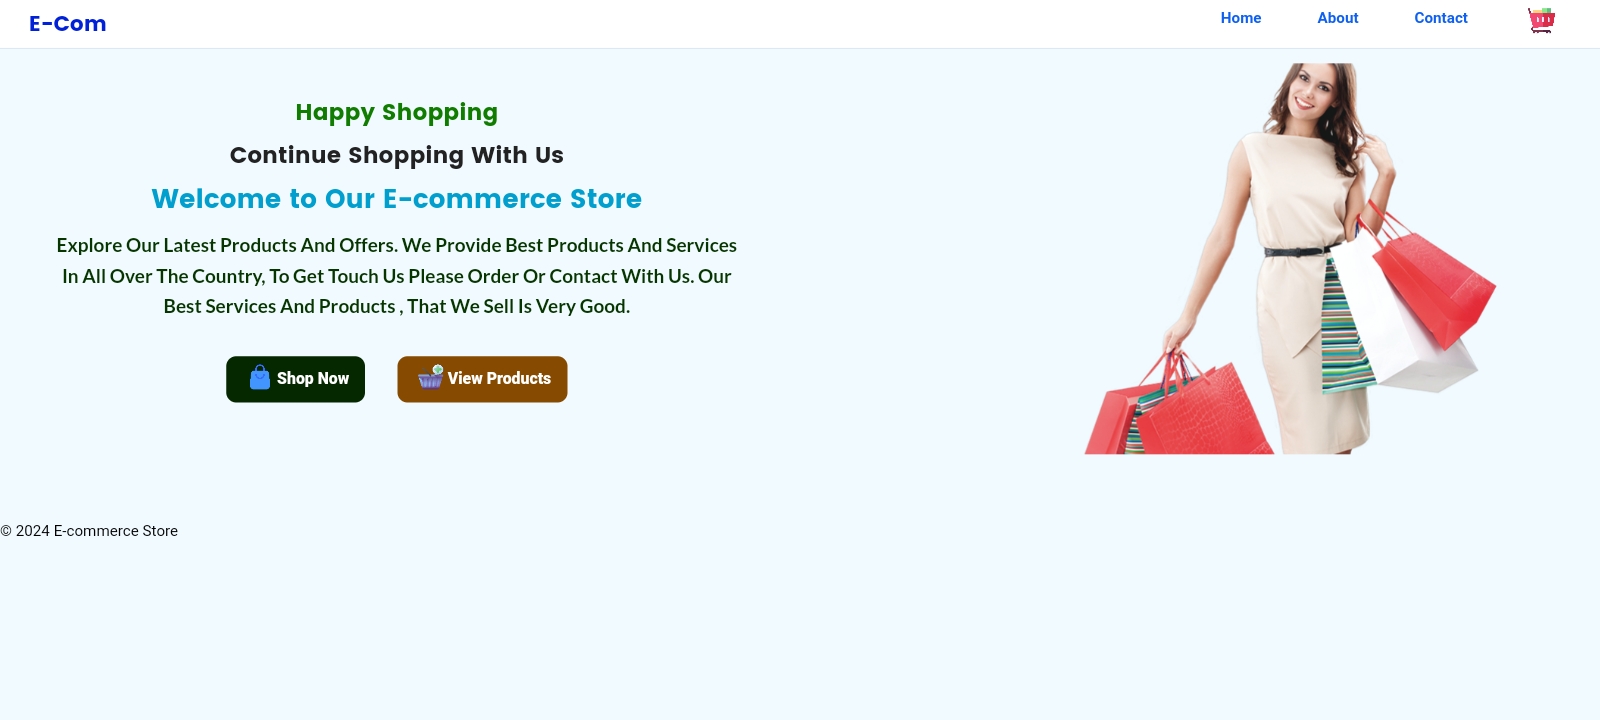 E-Com
Home
About
Contact
Happy Shopping
Continue Shopping With Us
Welcome to Our E-commerce Store
Explore Our Latest Products And Offers. We Provide Best Products And Services
In All Over The Country, To Get Touch Us Please Order Or Contact With Us. Our
Best Services And Products , That We Sell Is Very Good.
Shop Now
View Products
© 2024 E-commerce Store